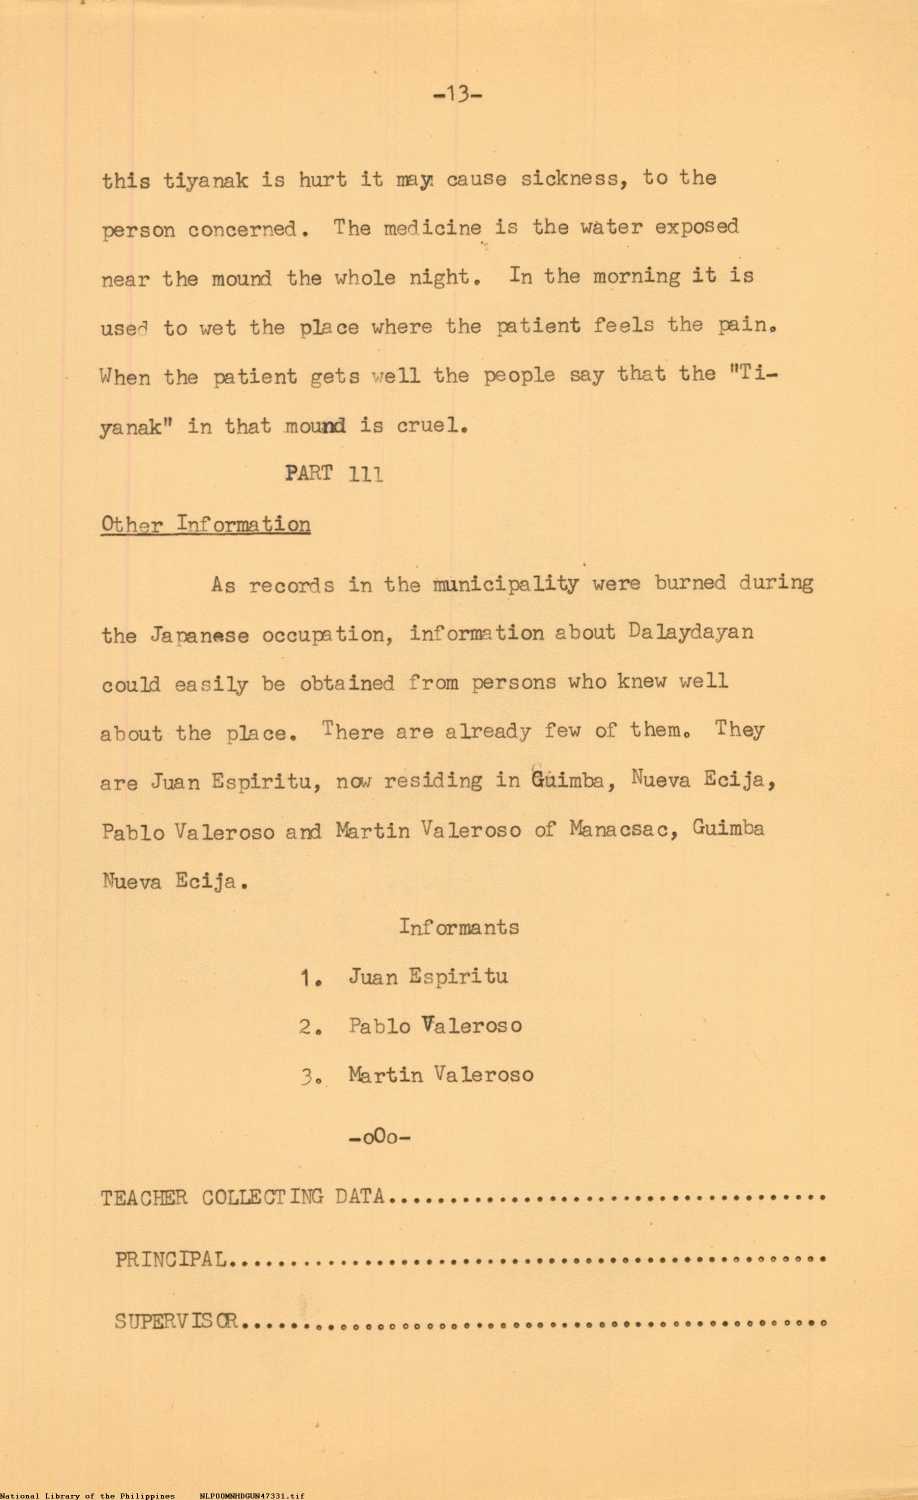 -13-
this tiyanak is hurt it may cause sickness, to the
person concerned. The medicine is the water exposed
near the mound the whole night. In the morning it is
used to wet the place where the patient feels the pain.
When the patient gets well the people say that the "Ti-
yanak" in that mound is cruel.
PART 111
Other Information
As records in the municipality were burned during
the Japanese occupation, information about Dalaydayan
could easily be obtained from persons who knew well
about the place. There are already few of them. They
are Juan Espiritu, now residing in Guimba, Nueva Ecija,
Pablo Valeroso and Martin Valeroso of Manacsac, Guimba
Nueva Ecija.
Informants
1. Juan Espiritu
2. Pablo Valeroso
3. Martin Valeroso
-oOo-
TEACHER COLLECTING DATA....................................
PRINCIPAL.................................................
SUPERVISOR................................................
National Library of the Philippines NLP00MNHDGUN47331.tif